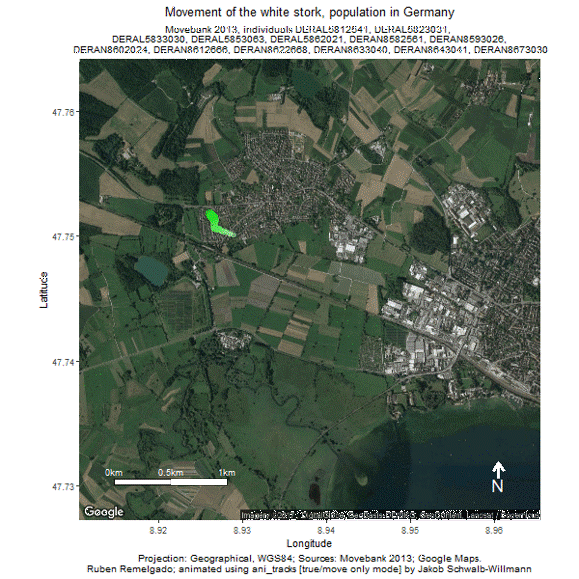 Movement of the white stork, population in Germany
Movebank 2013, individuals DERAL5812541, DERAL5823031,
DERAL5833030, DERAL5853063, DERAL5862021, DERAN8582561, DERAN8593026,
DERAN8602024, DERAN8612666, DERAN8622668, DERAN8633040, DERAN8643041, DERAN8673030
47.76
47.75
47.74
47.73
Latitude
0km 0.5km 1km
N
Google
8.92 8.93 8.94 8.95 8.96
Longitude
Projection: Geographical, WGS84; Sources: Movebank 2013; Google Maps.
Ruben Remelgado; animated using ani_tracks [true/move only mode] by Jakob Schwalb-Willmann